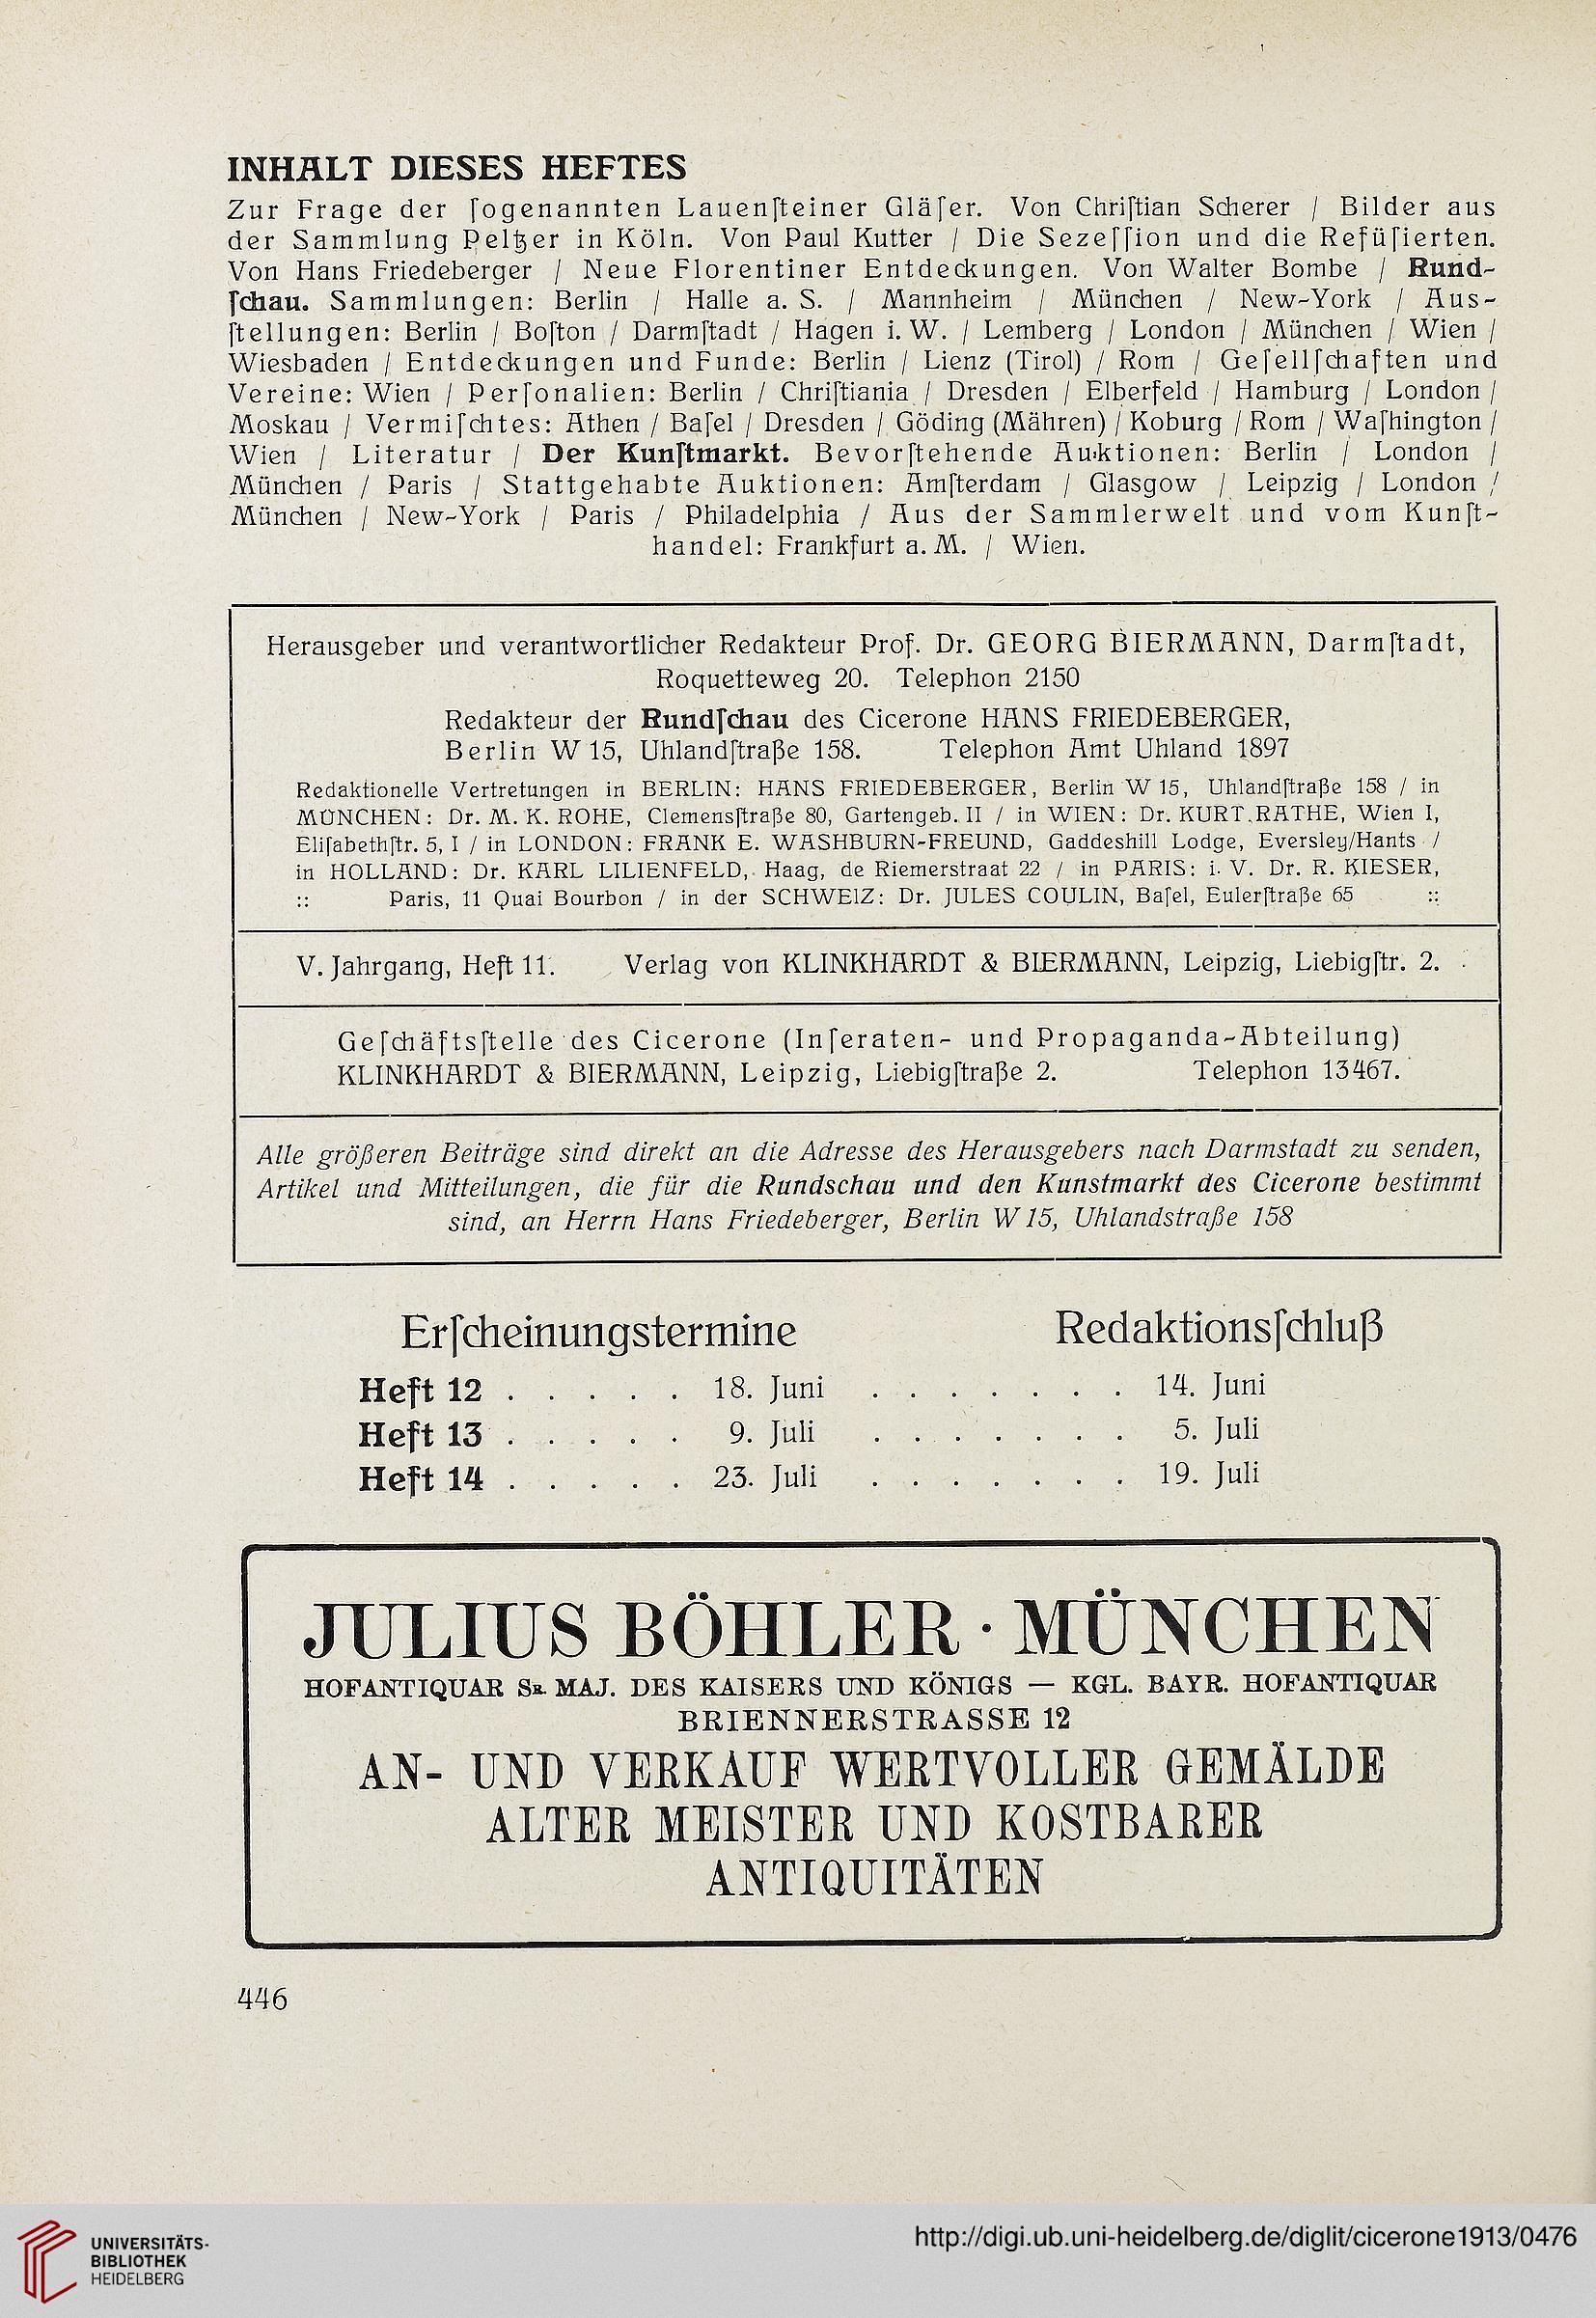 INHALT DIESES HEFTES
Zur Frage der ſogenannten Lauenſteiner Gläſer. Von Chriſtian Scherer / Bilder aus
der Sammlung Peltzer in Köln. Von Paul Kutter / Die Sezeſſion und die Refüſierten.
Von Hans Friedeberger / Neue Florentiner Entdeckungen. Von Walter Bombe / Rund-
ſchau. Sammlungen: Berlin / Halle a. S. / Mannheim / München / New-York / Aus-
ſtellungen: Berlin / Boſton / Darmſtadt / Hagen i. W. / Lemberg / London / München / Wien /
Wiesbaden / Entdeckungen und Funde: Berlin / Lienz (Tirol) / Rom / Geſellſchaften und
Vereine: Wien / Perſonalien: Berlin / Chriſtiania / Dresden / Elberfeld / Hamburg / London /
Moskau / Vermiſchtes: Athen / Baſel / Dresden / Göding (Mähren) / Koburg / Rom / Waſhington /
Wien / Literatur / Der Kunſtmarkt. Bevorſtehende Auktionen: Berlin / London /
München / Paris / Stattgehabte Auktionen: Amſterdam / Glasgow / Leipzig / London /
München / New-York / Paris / Philadelphia / Aus der Sammlerwelt und vom Kunſt-
handel: Frankfurt a. M. / Wien.
Herausgeber und verantwortlicher Redakteur Prof. Dr. GEORG BIERMANN, Darmſtadt,
Roquetteweg 20. Telephon 2150
Redakteur der Rundſchau des Cicerone HANS FRIEDEBERGER,
Berlin W 15, Uhlandſtraße 158. Telephon Amt Uhland 1897
Redaktionelle Vertretungen in BERLIN: HANS FRIEDEBERGER, Berlin W 15, Uhlandſtraße 158 / in
MÜNCHEN: Dr. M. K. ROHE, Clemensſtraße 80, Gartengeb. II / in WIEN: Dr. KURT RATHE, Wien I,
Eliſabethſtr. 5, I / in LONDON: FRANK E. WASHBURN-FREUND, Gaddeshill Lodge, Eversley/Hants /
in HOLLAND: Dr. KARL LILIENFELD, Haag, de Riemerstraat 22 / in PARIS: i. V. Dr. R. KIESER,
:: Paris, 11 Quai Bourbon / in der SCHWEIZ: Dr. JULES COULIN, Baſel, Eulerſtraße 65 ::
V. Jahrgang, Heft 11. Verlag von KLINKHARDT & BIERMANN, Leipzig, Liebigſtr. 2.
Geſchäftsſtelle des Cicerone (Inſeraten- und Propaganda-Abteilung)
KLINKHARDT & BIERMANN, Leipzig, Liebigſtraße 2. Telephon 13467.
Alle größeren Beiträge sind direkt an die Adresse des Herausgebers nach Darmstadt zu senden,
Artikel und Mitteilungen, die für die Rundschau und den Kunstmarkt des Cicerone bestimmt
sind, an Herrn Hans Friedeberger, Berlin W 15, Uhlandstraße 158
Erſcheinungstermine Redaktionsſchluß
Heft 12 . . . . . 18. Juni . . . . . . . 14. Juni
Heft 13 . . . . . 9. Juli . . . . . . . 5. Juli
Heft 14 . . . . . 23. Juli . . . . . . . 19. Juli
JULIUS BÖHLER · MÜNCHEN
HOFANTIQUAR SR. MAJ. DES KAISERS UND KÖNIGS — KGL. BAYR. HOFANTIQUAR
BRIENNERSTRASSE 12
AN- UND VERKAUF WERTVOLLER GEMÄLDE
ALTER MEISTER UND KOSTBARER
ANTIQUITÄTEN
446
UNIVERSITÄTS-
BIBLIOTHEK
HEIDELBERG
http://digi.ub.uni-heidelberg.de/diglit/cicerone1913/0476